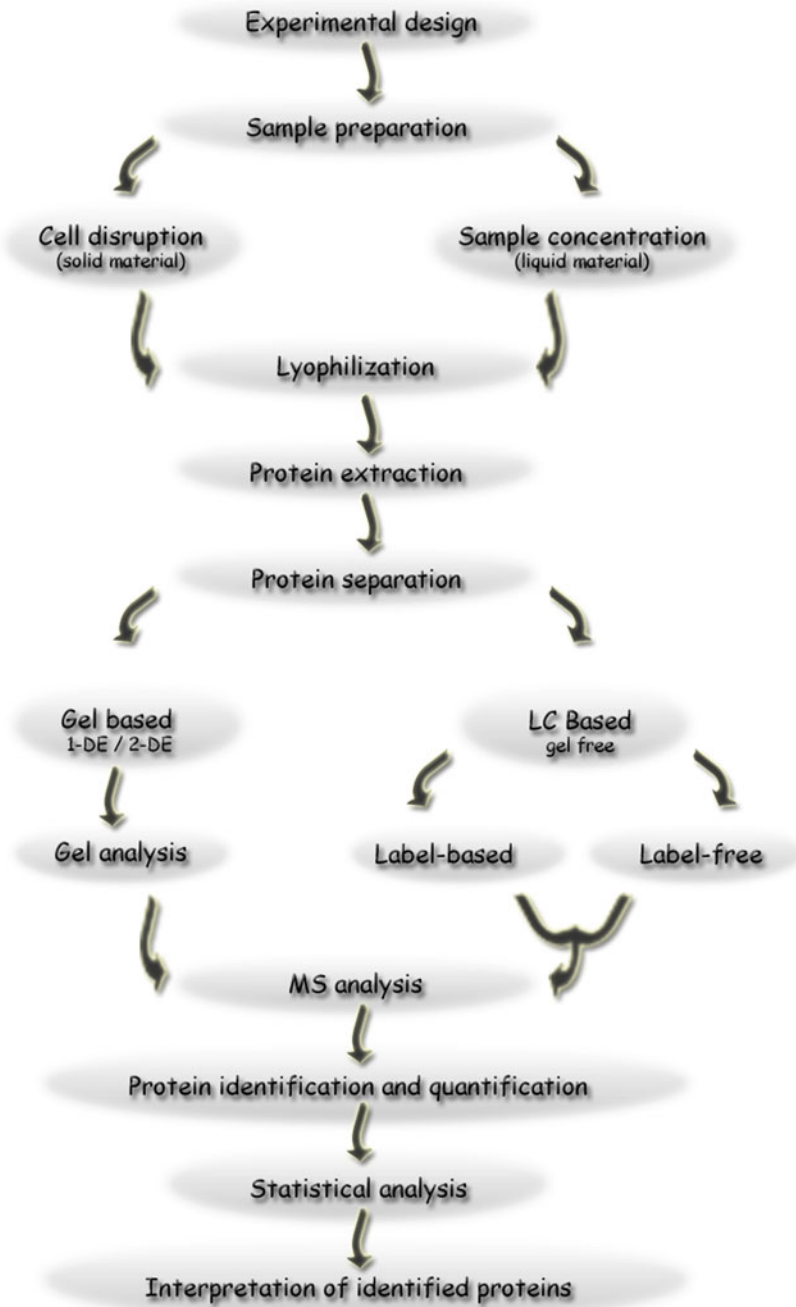 Experimental design
Sample preparation
Cell disruption
(solid material)
Sample concentration
(liquid material)
Lyophilization
Protein extraction
Protein separation
Gel based
1-DE / 2-DE
LC Based
gel free
Gel analysis
Label-based
Label-free
MS analysis
Protein identification and quantification
Statistical analysis
Interpretation of identified proteins